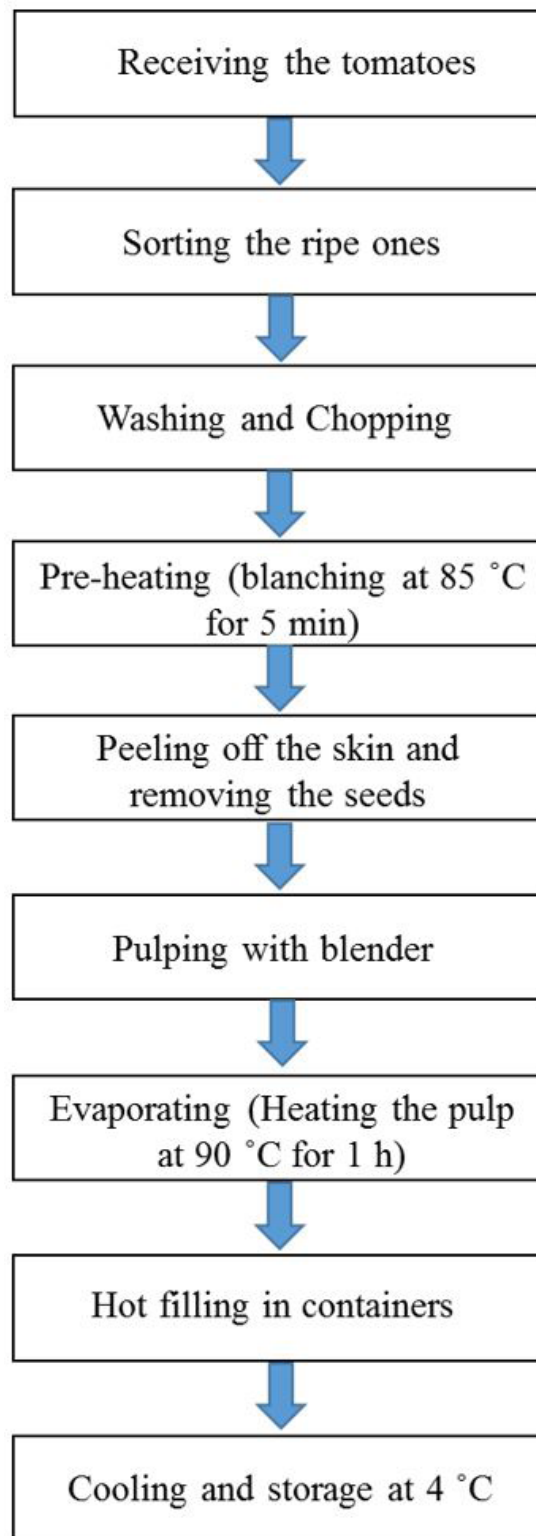 Receiving the tomatoes
Sorting the ripe ones
Washing and Chopping
Pre-heating (blanching at 85 ˚C
for 5 min)
Peeling off the skin and
removing the seeds
Pulping with blender
Evaporating (Heating the pulp
at 90 ˚C for 1 h)
Hot filling in containers
Cooling and storage at 4 ˚C